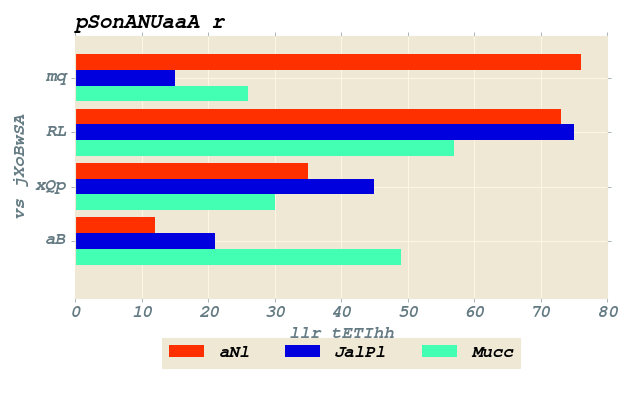 pSonANUaaA r
mq
RL
xQp
aB
vs jXoBwSA
0 10 20 30 40 50 60 70 80
llr tETIhh
aNl JalPl Mucc